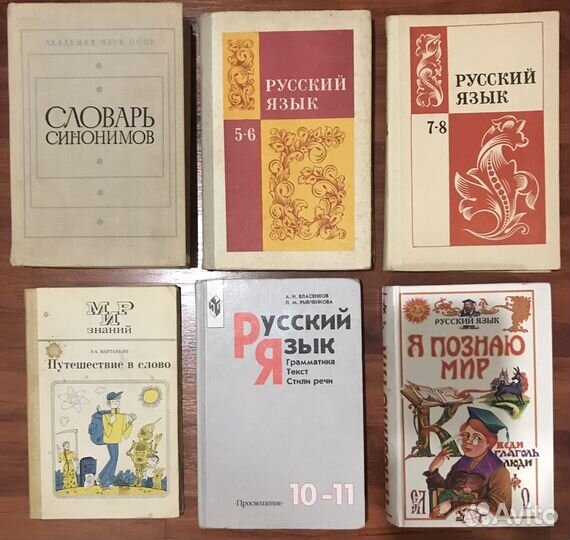 АКАДЕМИЯ НАУК СССР
СЛОВАРЬ
СИНОНИМОВ
РУССКИЙ
ЯЗЫК
5-6
РУССКИЙ
ЯЗЫК
7-8
МИР
И
ЗНАНИЙ
Э.А. ВАРТАНЬЯН
Путешествие в слово
А. И. ВЛАСЕНКОВ
Л. М. РЫБЧЕНКОВА
Русский
Язык
Грамматика
Текст
Стили речи
·Просвещение·
10-11
РУССКИЙ ЯЗЫК
Я ПОЗНАЮ
МИР
ВЕДИ
ГЛАГОЛЬ
ЛЮДИ
Avito